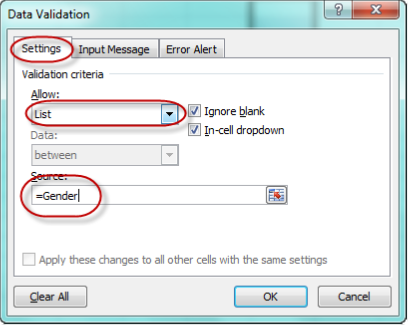 Data Validation
Settings
Input Message
Error Alert
Validation criteria
Allow:
List
Ignore blank
In-cell dropdown
Data:
between
Source:
=Gender
Apply these changes to all other cells with the same settings
Clear All
OK
Cancel